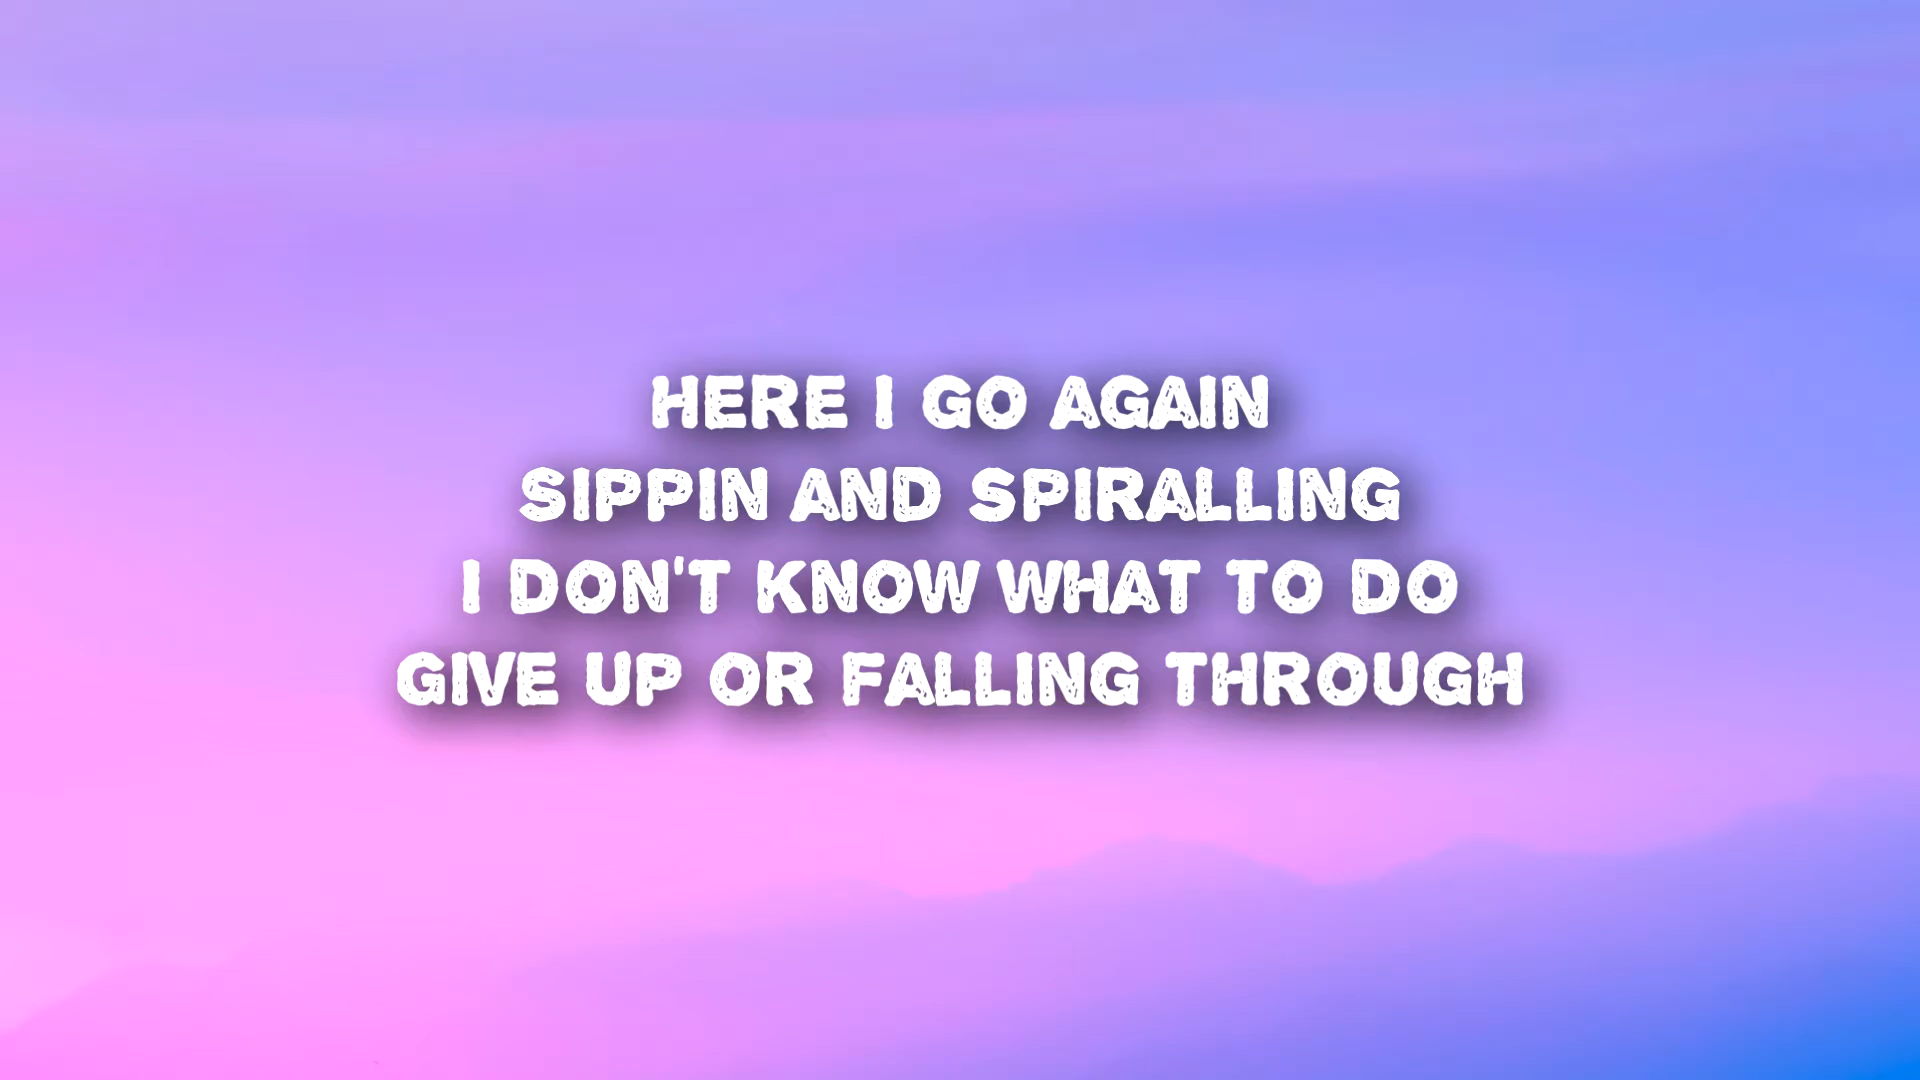 HERE I GO AGAIN
SIPPIN AND SPIRALLING
I DON'T KNOW WHAT TO DO
GIVE UP OR FALLING THROUGH